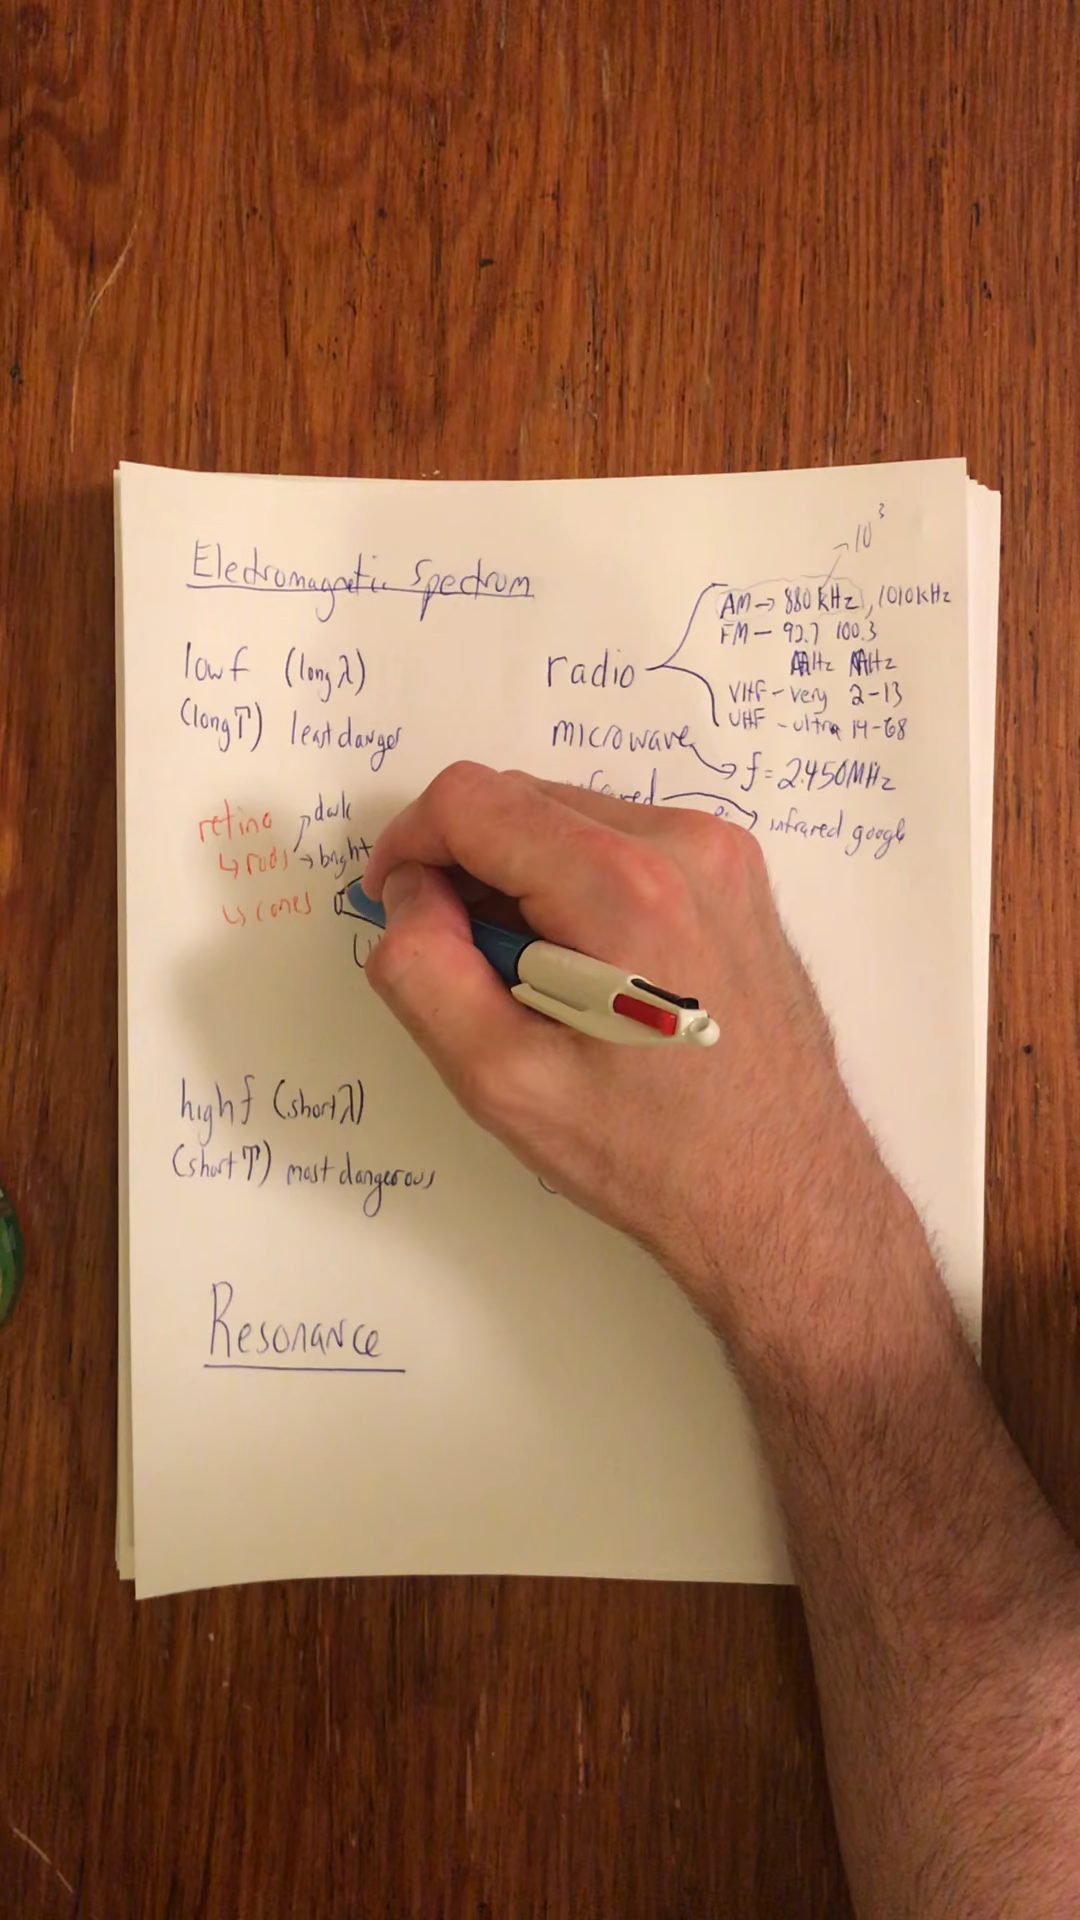 Electromagnetic Spectrum
low f (long λ)
(long T) least danger
retina
↳ rods → dark
→ bright
↳ cones
high f (short λ)
(short T) most dangerous
Resonance
10³
radio
AM → 880 kHz, 1010 kHz
FM — 92.7 100.3
MHz MHz
VHF - very 2-13
UHF - ultra 14-68
microwave
f = 2.450 MHz
infrared google